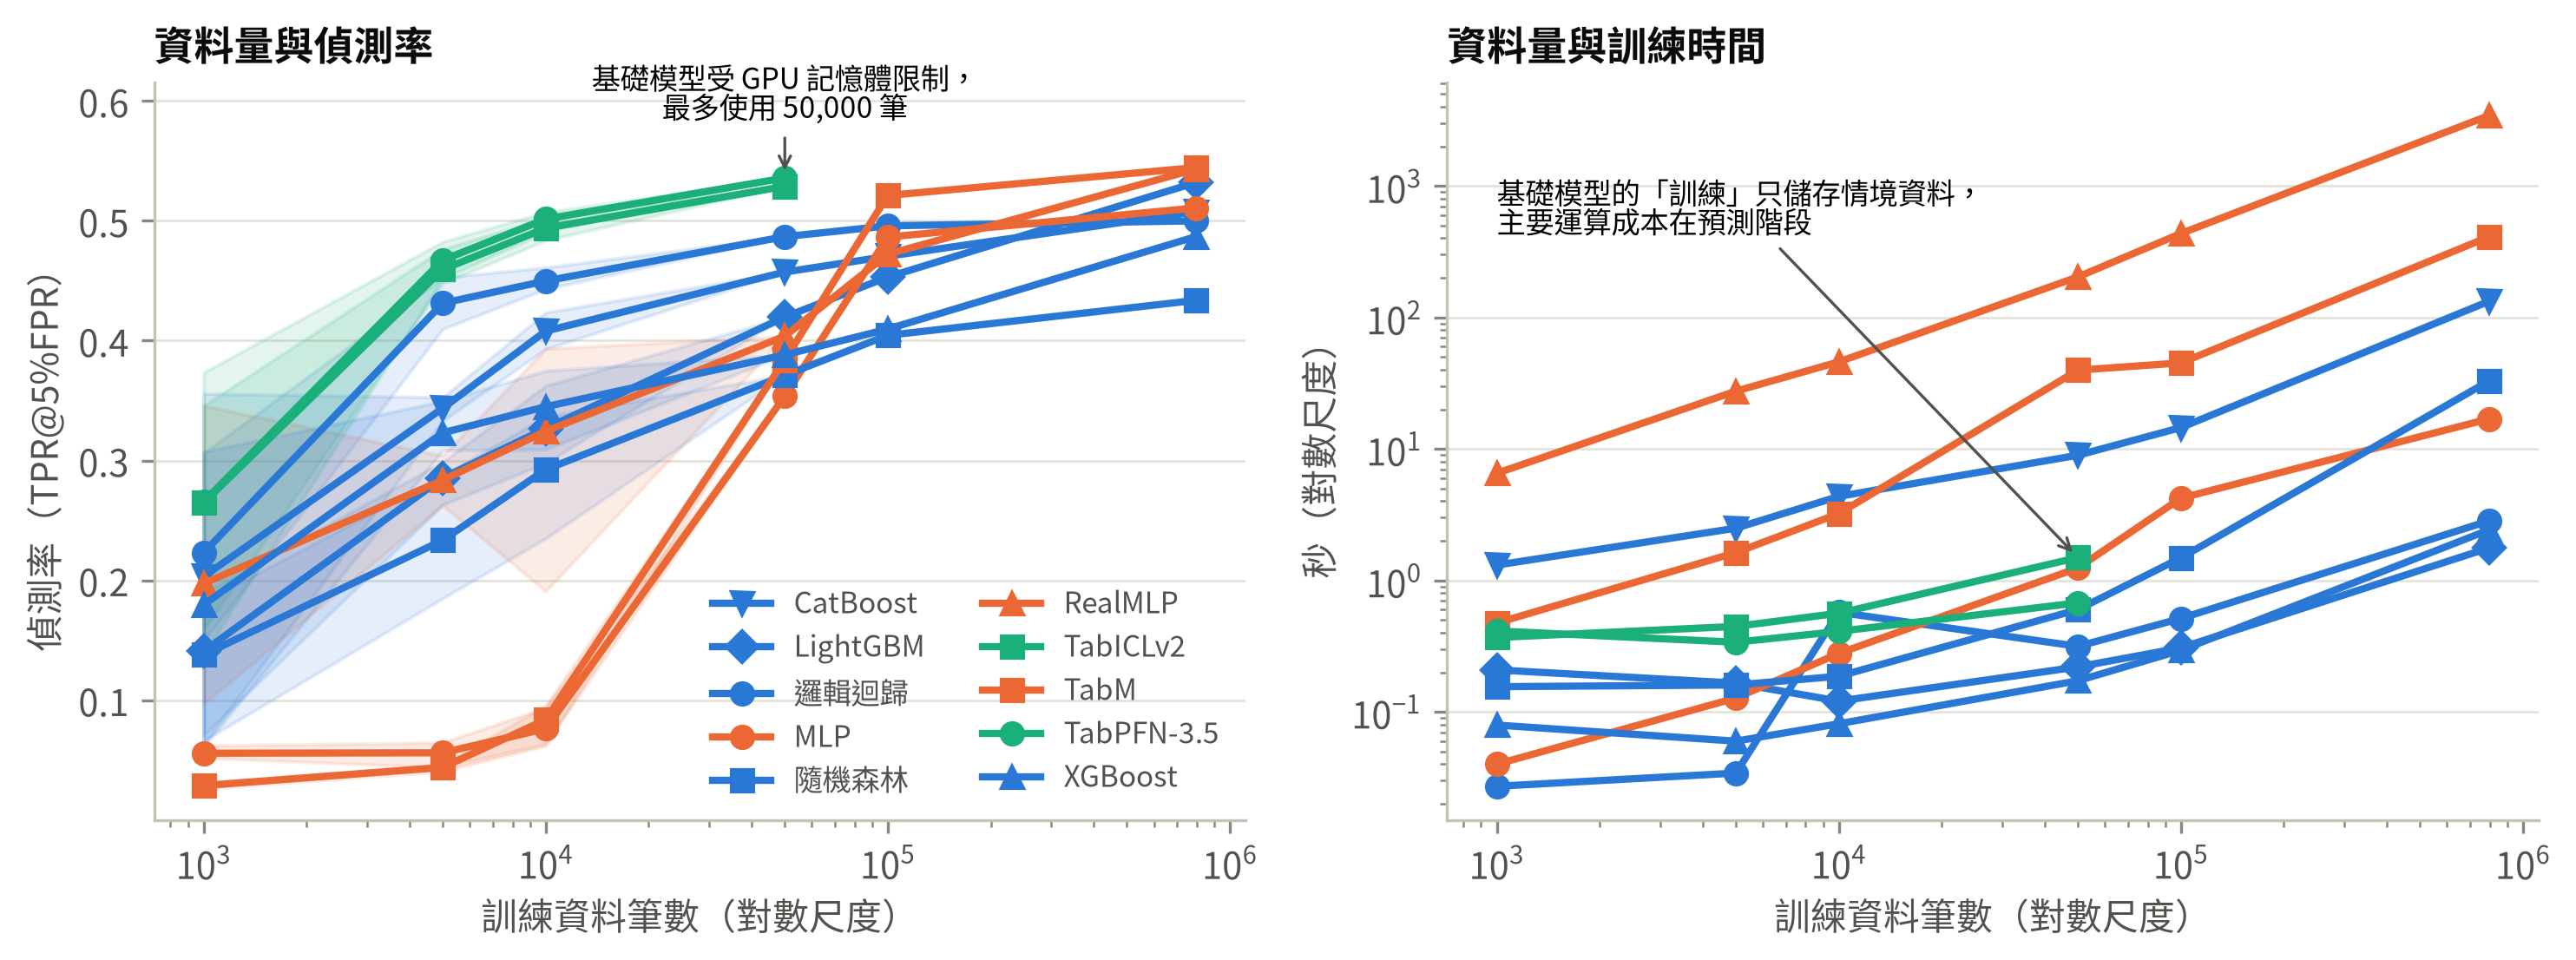 資料量與偵測率
基礎模型受 GPU 記憶體限制，
最多使用 50,000 筆
0.6
0.5
0.4
0.3
0.2
0.1
偵測率（TPR@5%FPR）
10³
10⁴
10⁵
10⁶
訓練資料筆數（對數尺度）
CatBoost
LightGBM
邏輯迴歸
MLP
隨機森林
RealMLP
TabICLv2
TabM
TabPFN-3.5
XGBoost
資料量與訓練時間
基礎模型的「訓練」只儲存情境資料，
主要運算成本在預測階段
10³
10²
10¹
10⁰
10⁻¹
秒（對數尺度）
10³
10⁴
10⁵
10⁶
訓練資料筆數（對數尺度）